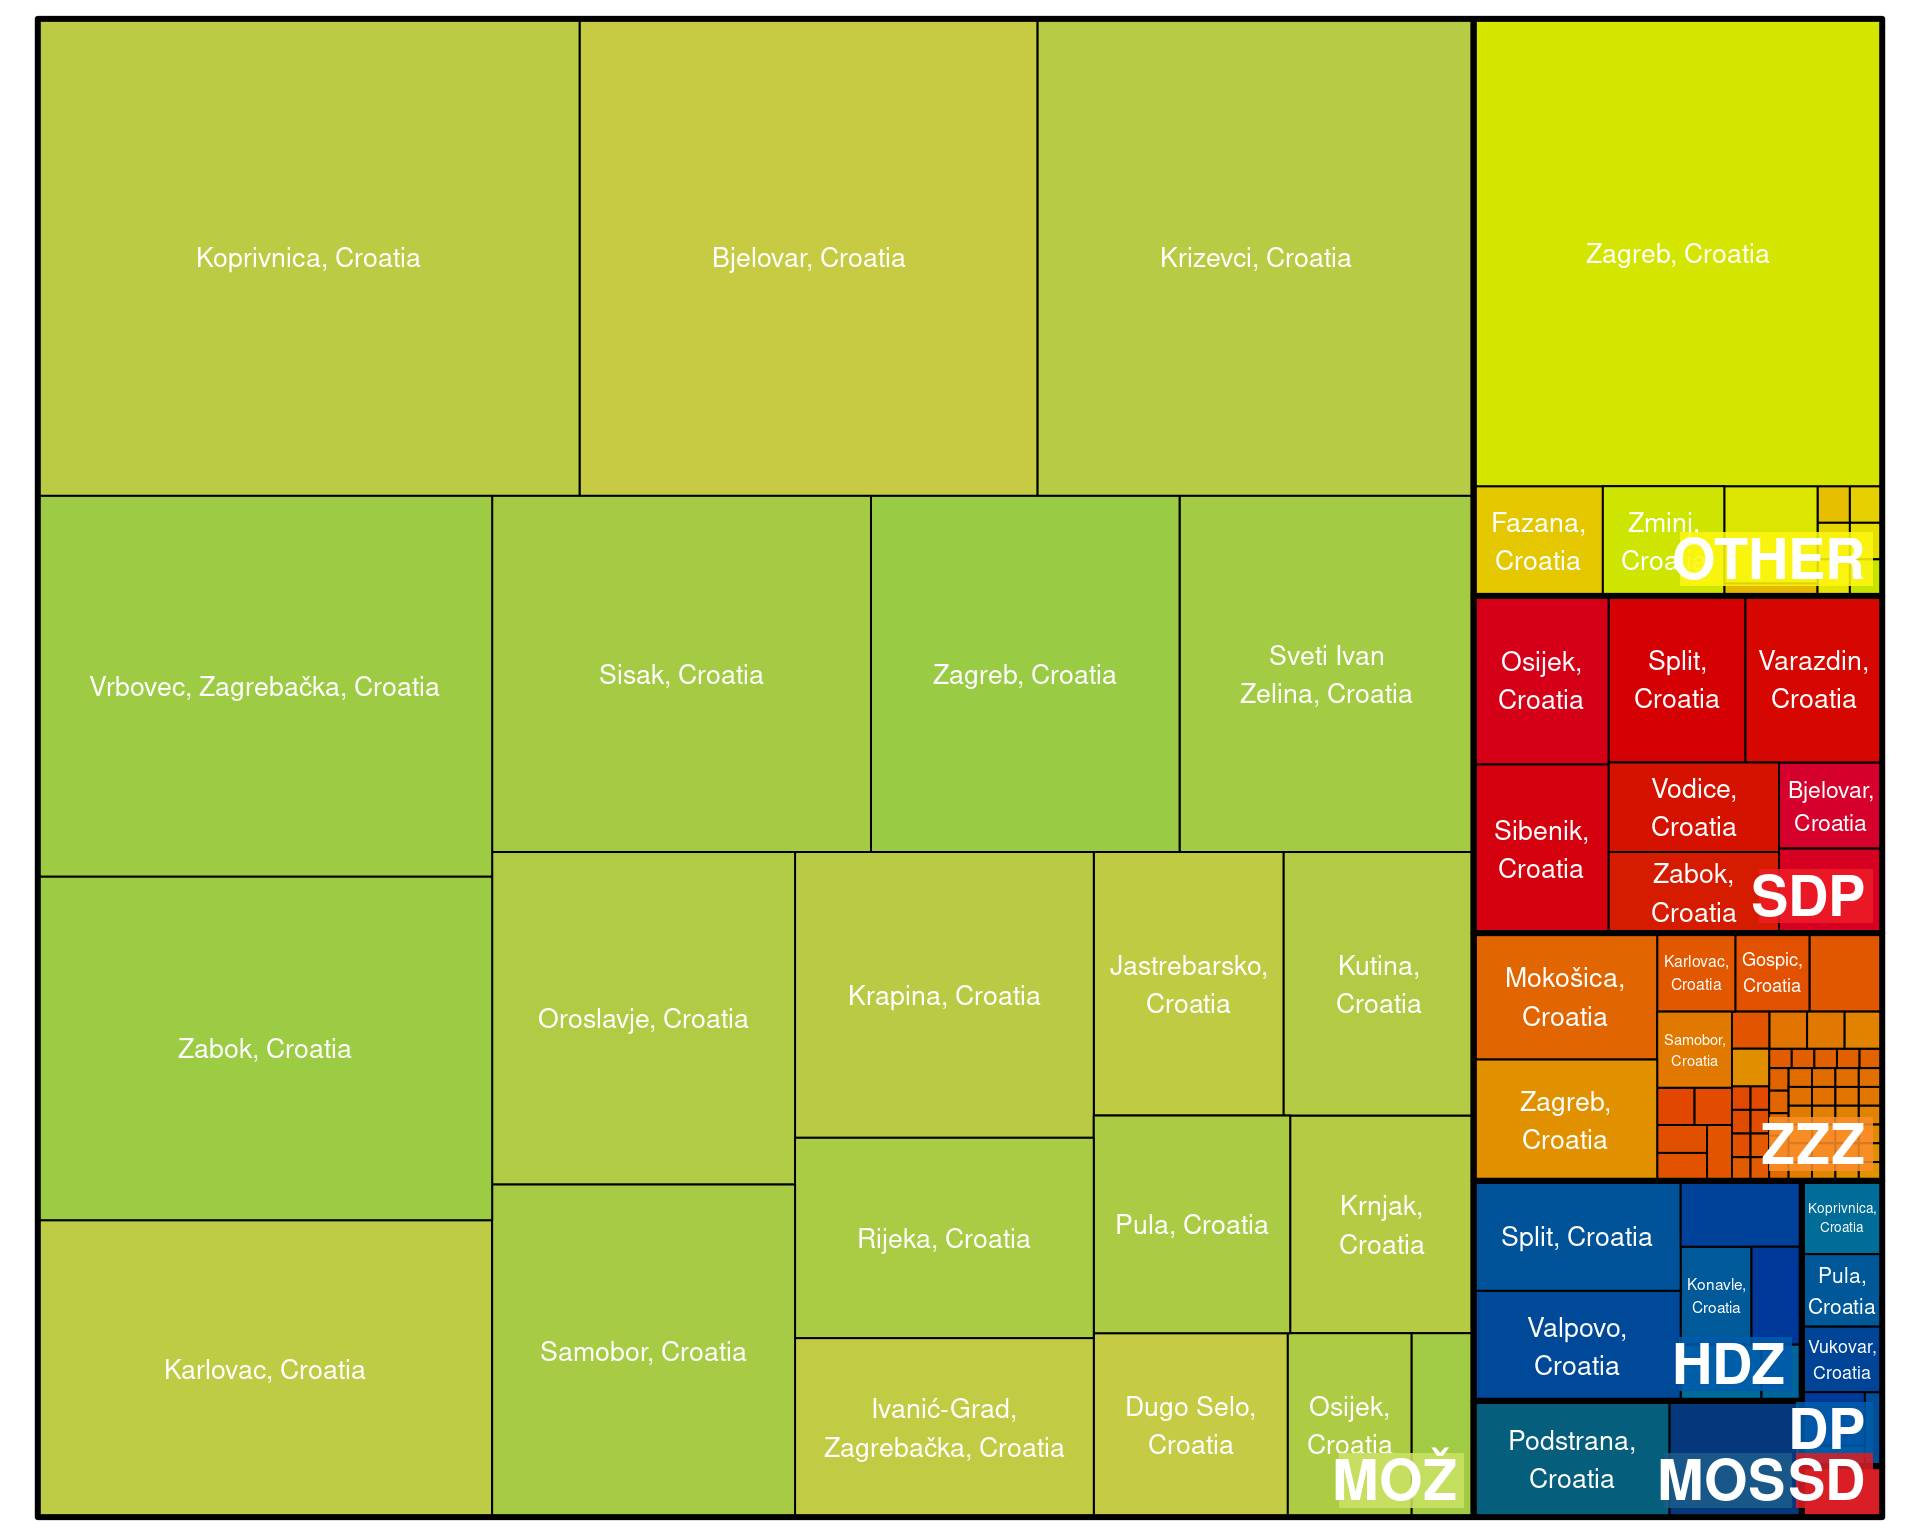 Koprivnica, Croatia
Bjelovar, Croatia
Krizevci, Croatia
Vrbovec, Zagrebačka, Croatia
Sisak, Croatia
Zagreb, Croatia
Sveti Ivan
Zelina, Croatia
Zabok, Croatia
Karlovac, Croatia
Oroslavje, Croatia
Samobor, Croatia
Krapina, Croatia
Rijeka, Croatia
Ivanić-Grad,
Zagrebačka, Croatia
Jastrebarsko,
Croatia
Kutina,
Croatia
Pula, Croatia
Krnjak,
Croatia
Dugo Selo,
Croatia
Osijek,
Croatia
MOŽ
Zagreb, Croatia
Fazana,
Croatia
Zminj,
Croatia
OTHER
Osijek,
Croatia
Split,
Croatia
Varazdin,
Croatia
Sibenik,
Croatia
Vodice,
Croatia
Bjelovar,
Croatia
Zabok,
Croatia
SDP
Mokošica,
Croatia
Zagreb,
Croatia
Karlovac,
Croatia
Gospic,
Croatia
Samobor,
Croatia
ZZZ
Split, Croatia
Valpovo,
Croatia
Konavle,
Croatia
HDZ
Koprivnica,
Croatia
Pula,
Croatia
Vukovar,
Croatia
DP
Podstrana,
Croatia
MOS
SD